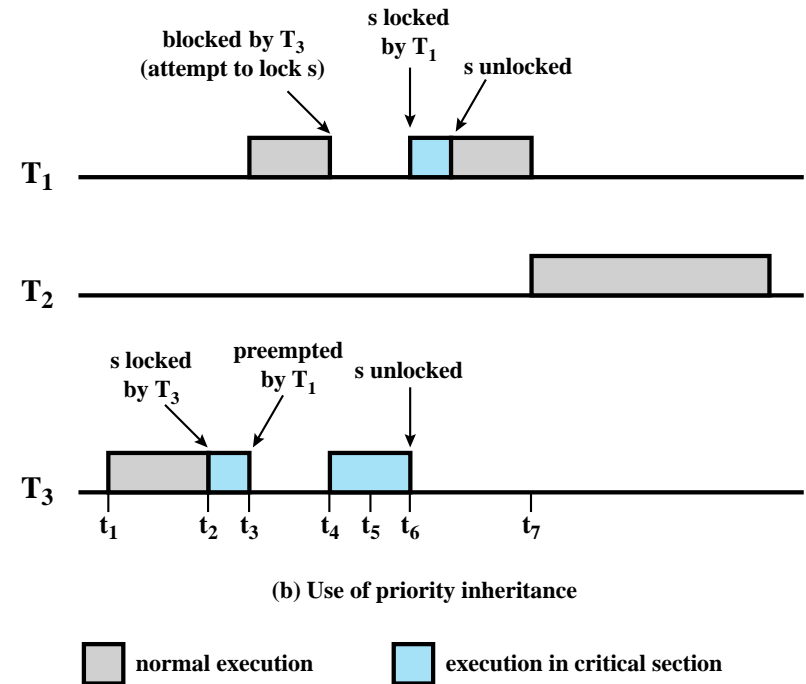 s locked
by T1
blocked by T3
(attempt to lock s)
s unlocked
T1
T2
s locked
by T3
preempted
by T1
s unlocked
T3
t1 t2 t3 t4 t5 t6 t7
(b) Use of priority inheritance
normal execution
execution in critical section